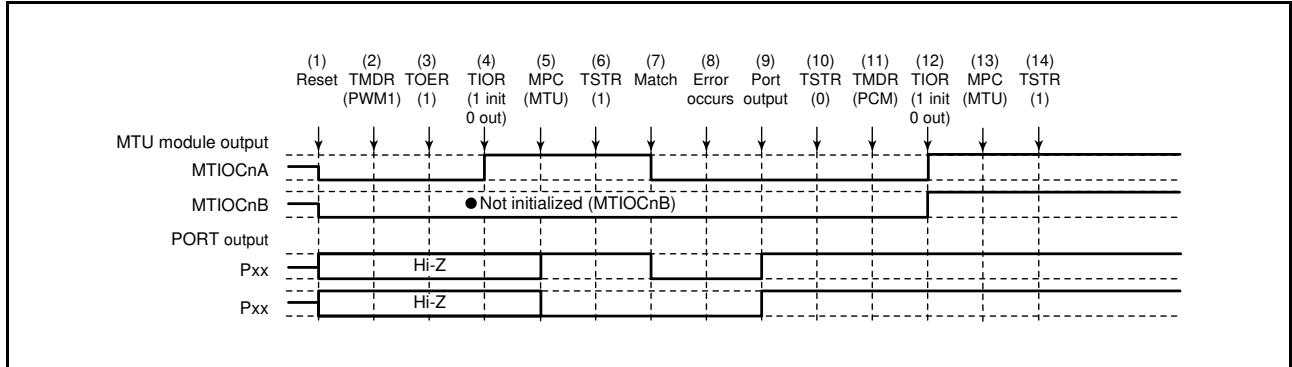 (1) (2) (3) (4) (5) (6) (7) (8) (9) (10) (11) (12) (13) (14)
Reset TMDR TOER TIOR MPC TSTR Match Error Port TSTR TMDR TIOR MPC TSTR
(PWM1) (1) (1 init (MTU) (1) occurs output (0) (PCM) (1 init (MTU) (1)
0 out) 0 out)
MTU module output
MTIOCnA
MTIOCnB ●Not initialized (MTIOCnB)
PORT output
Pxx Hi-Z
Pxx Hi-Z